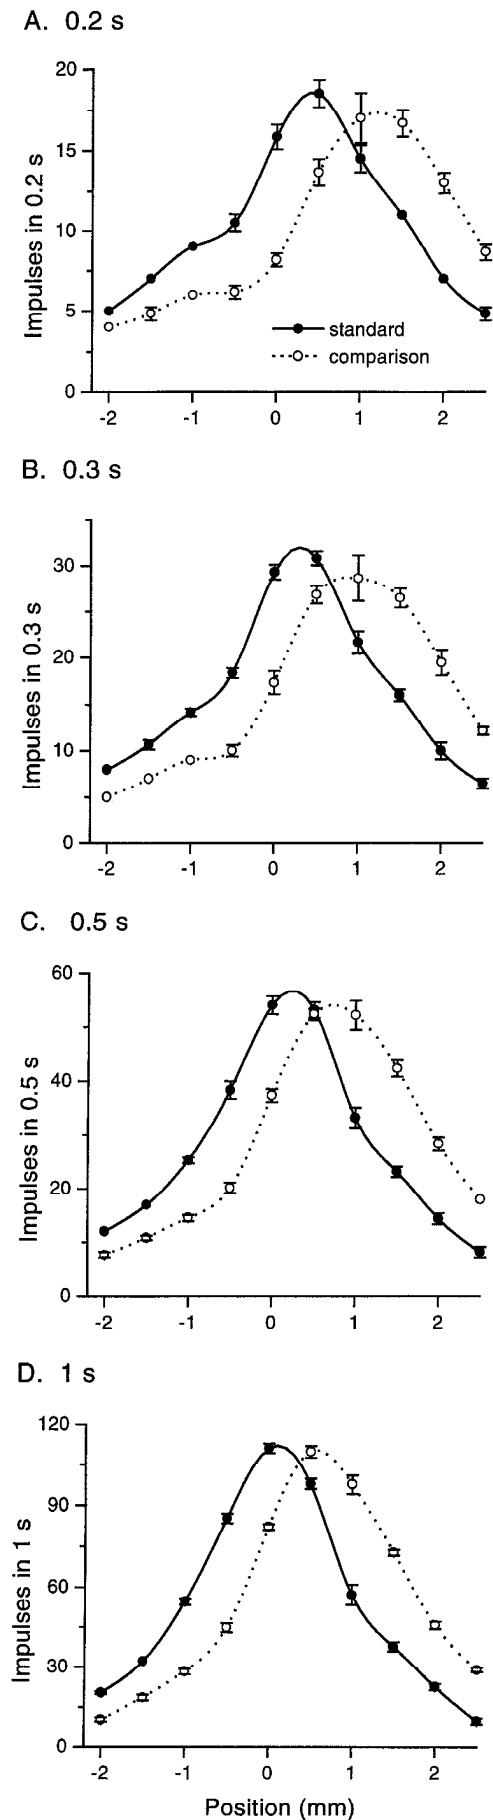 A. 0.2 s
Impulses in 0.2 s
20
15
10
5
0
standard
comparison
-2 -1 0 1 2
B. 0.3 s
Impulses in 0.3 s
30
20
10
0
-2 -1 0 1 2
C. 0.5 s
Impulses in 0.5 s
60
40
20
0
-2 -1 0 1 2
D. 1 s
Impulses in 1 s
120
90
60
30
0
-2 -1 0 1 2
Position (mm)